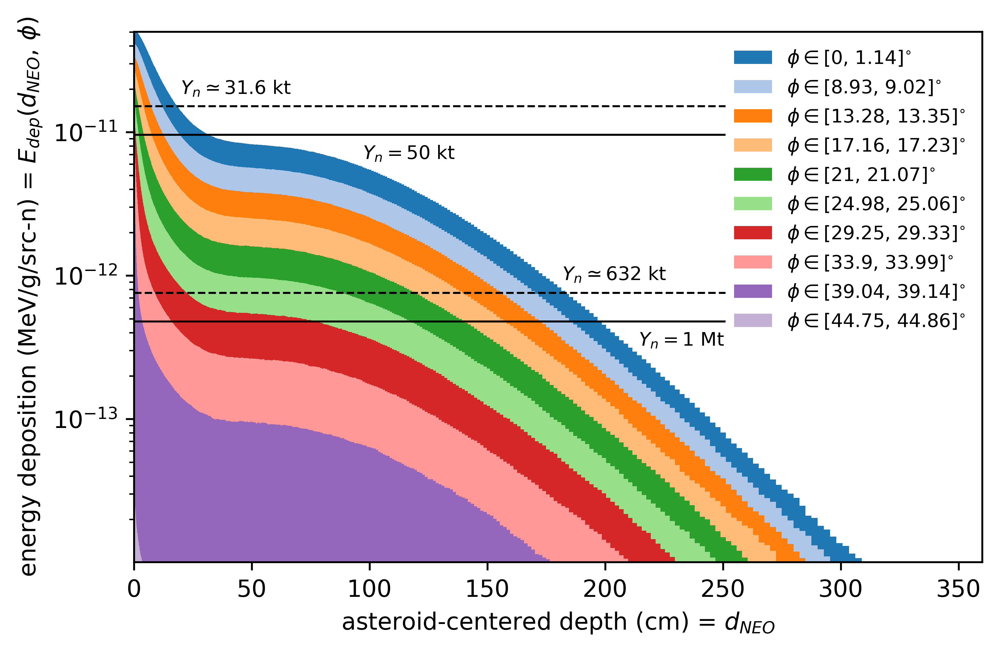 energy deposition (MeV/g/src-n) = E_dep(d_NEO, ϕ)
10⁻¹¹
10⁻¹²
10⁻¹³
Y_n ≃ 31.6 kt
Y_n = 50 kt
Y_n ≃ 632 kt
Y_n = 1 Mt
ϕ ∈ [0, 1.14]°
ϕ ∈ [8.93, 9.02]°
ϕ ∈ [13.28, 13.35]°
ϕ ∈ [17.16, 17.23]°
ϕ ∈ [21, 21.07]°
ϕ ∈ [24.98, 25.06]°
ϕ ∈ [29.25, 29.33]°
ϕ ∈ [33.9, 33.99]°
ϕ ∈ [39.04, 39.14]°
ϕ ∈ [44.75, 44.86]°
0 50 100 150 200 250 300 350
asteroid-centered depth (cm) = d_NEO